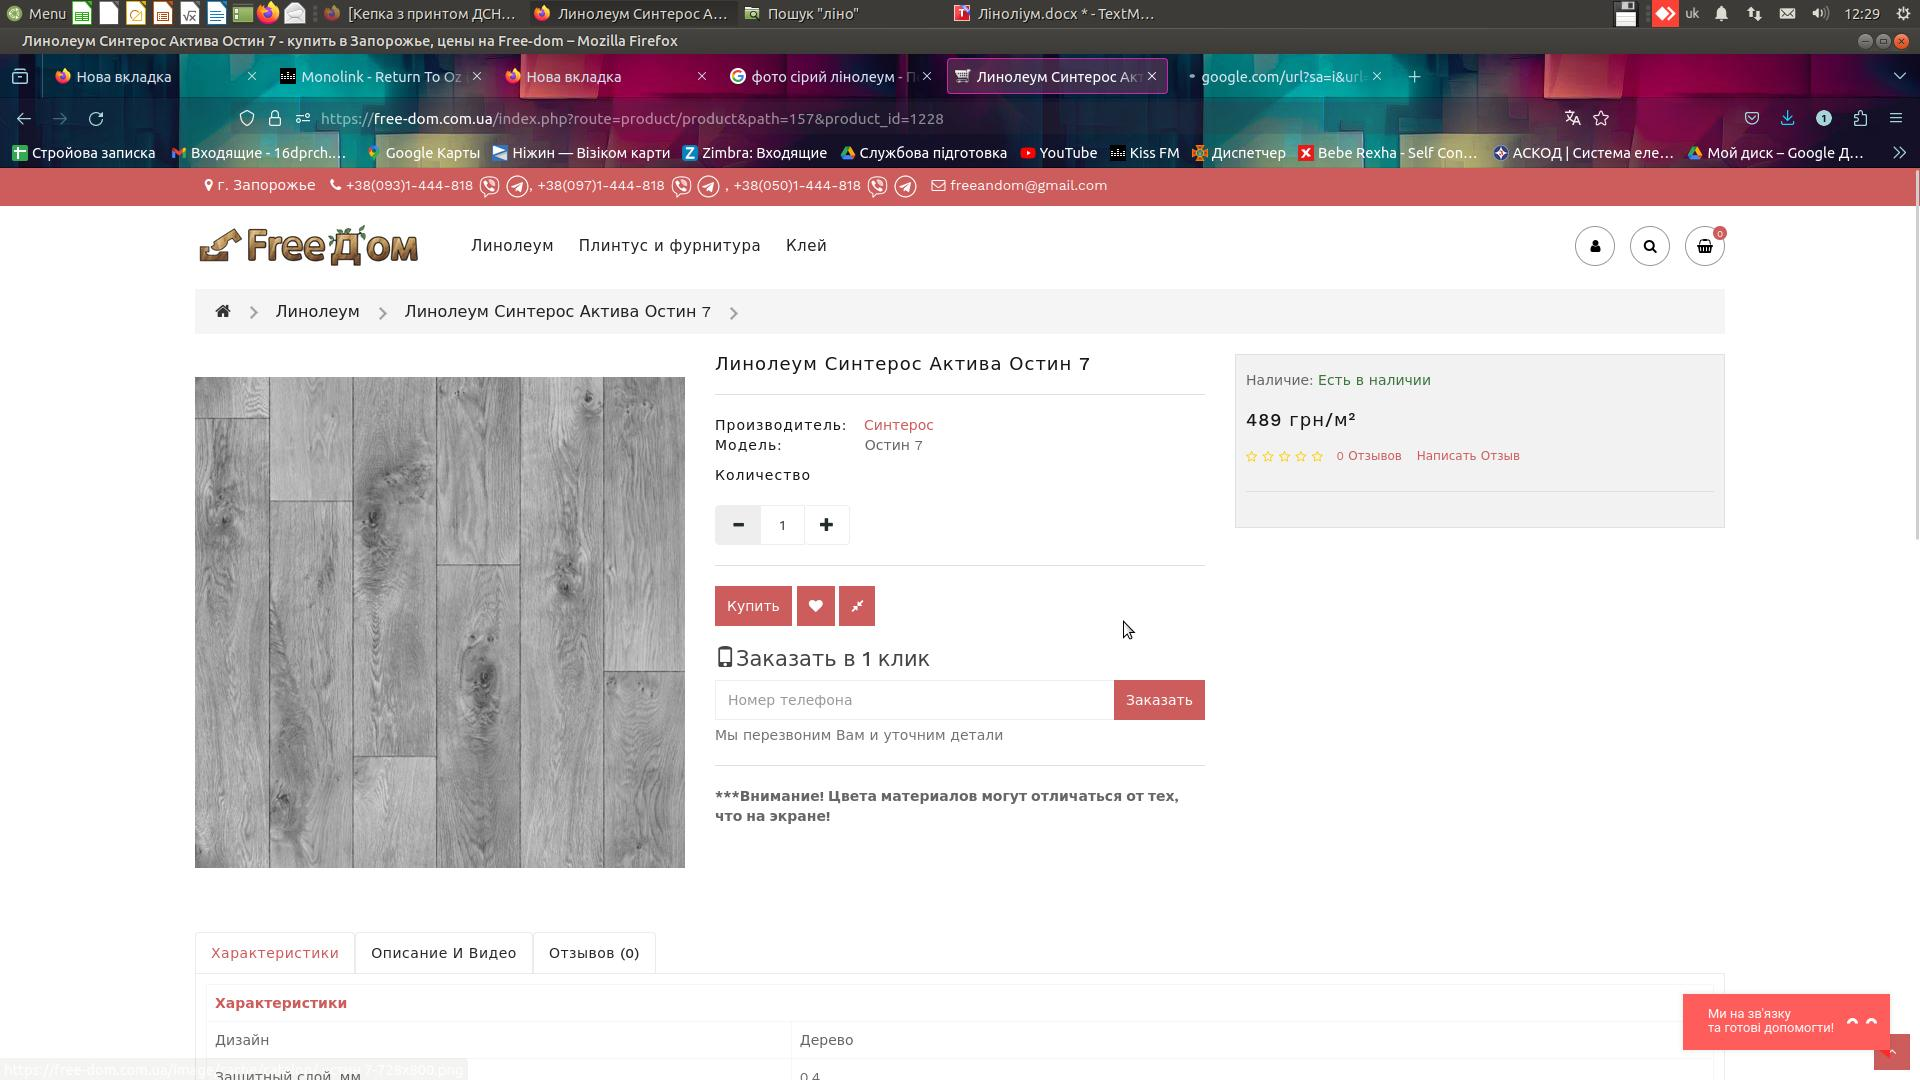 Menu
[Кепка з принтом ДСН...
Линолеум Синтерос А...
Пошук "ліно"
Ліноліум.docx * - TextM...
uk
12:29
Линолеум Синтерос Актива Остин 7 - купить в Запорожье, цены на Free-dom – Mozilla Firefox
Нова вкладка
Monolink - Return To Oz
Нова вкладка
фото сірий лінолеум - П
Линолеум Синтерос Акт
google.com/url?sa=i&url=
https://free-dom.com.ua/index.php?route=product/product&path=157&product_id=1228
1
Стройова записка
Входящие - 16dprch....
Google Карты
Ніжин — Візіком карти
Zimbra: Входящие
Службова підготовка
YouTube
Kiss FM
Диспетчер
Bebe Rexha - Self Con...
АСКОД | Система еле...
Мой диск – Google Д...
г. Запорожье +38(093)1-444-818 , +38(097)1-444-818 , +38(050)1-444-818 freeandom@gmail.com
FreeДом
Линолеум
Плинтус и фурнитура
Клей
0
Линолеум
Линолеум Синтерос Актива Остин 7
Линолеум Синтерос Актива Остин 7
Производитель: Синтерос
Модель: Остин 7
Количество
1
Купить
Заказать в 1 клик
Номер телефона
Заказать
Мы перезвоним Вам и уточним детали
***Внимание! Цвета материалов могут отличаться от тех,
что на экране!
Наличие: Есть в наличии
489 грн/м²
0 Отзывов Написать Отзыв
Характеристики
Описание И Видео
Отзывов (0)
Характеристики
Дизайн
Дерево
Защитный слой, мм
0.4
Ми на зв'язку
та готові допомогти!